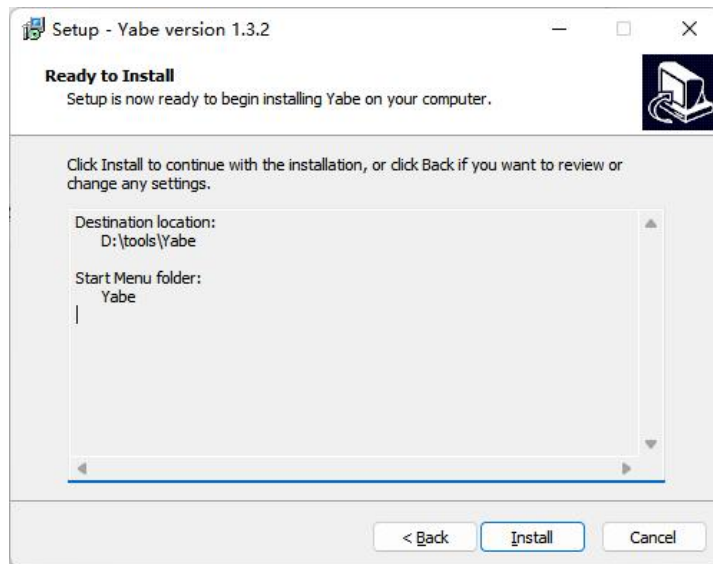 Setup - Yabe version 1.3.2
Ready to Install
Setup is now ready to begin installing Yabe on your computer.
Click Install to continue with the installation, or click Back if you want to review or
change any settings.
Destination location:
D:\tools\Yabe
Start Menu folder:
Yabe
< Back
Install
Cancel